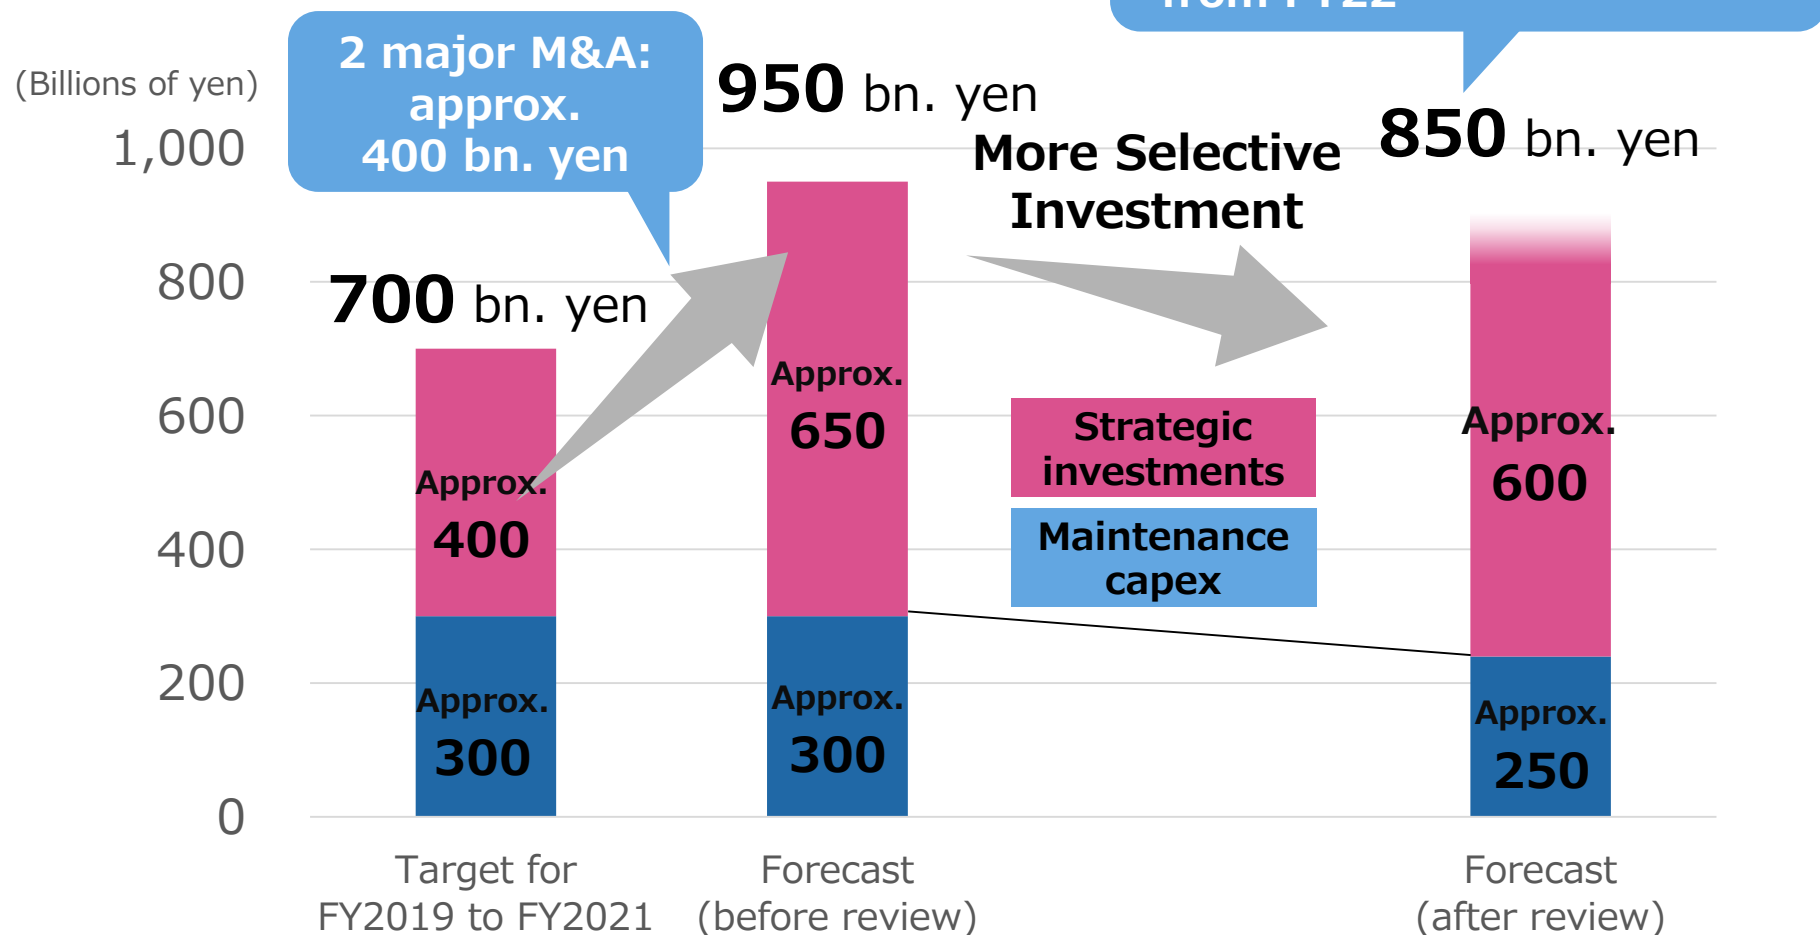 from FY22
2 major M&A:
approx.
400 bn. yen
(Billions of yen)
950 bn. yen
850 bn. yen
More Selective
Investment
700 bn. yen
1,000
800
600
400
200
0
Approx.
400
Approx.
300
Approx.
650
Approx.
300
Strategic
investments
Maintenance
capex
Approx.
600
Approx.
250
Target for
FY2019 to FY2021
Forecast
(before review)
Forecast
(after review)